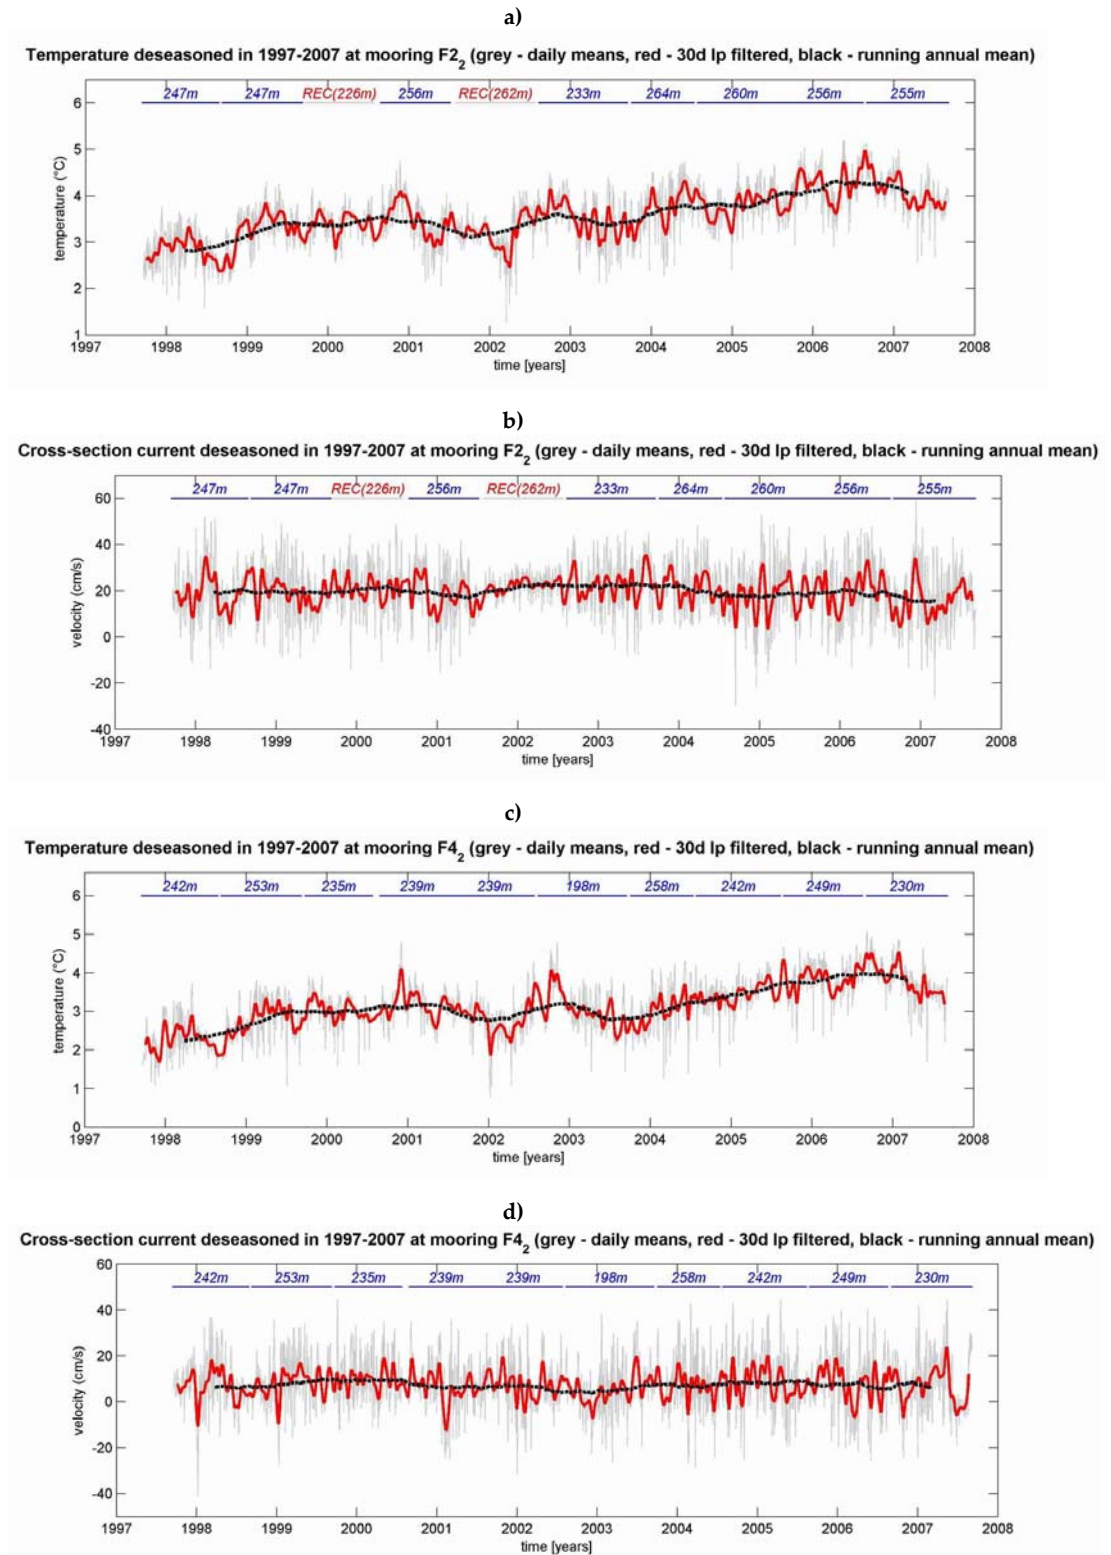 a)
Temperature deseasoned in 1997-2007 at mooring F2₂ (grey - daily means, red - 30d lp filtered, black - running annual mean)
247m 247m REC(226m) 256m REC(262m) 233m 264m 260m 256m 255m
6
5
4
3
2
1
temperature (°C)
1997 1998 1999 2000 2001 2002 2003 2004 2005 2006 2007 2008
time [years]
b)
Cross-section current deseasoned in 1997-2007 at mooring F2₂ (grey - daily means, red - 30d lp filtered, black - running annual mean)
247m 247m REC(226m) 256m REC(262m) 233m 264m 260m 256m 255m
60
40
20
0
-20
-40
velocity (cm/s)
1997 1998 1999 2000 2001 2002 2003 2004 2005 2006 2007 2008
time [years]
c)
Temperature deseasoned in 1997-2007 at mooring F4₂ (grey - daily means, red - 30d lp filtered, black - running annual mean)
242m 253m 235m 239m 239m 198m 258m 242m 249m 230m
6
5
4
3
2
1
0
temperature (°C)
1997 1998 1999 2000 2001 2002 2003 2004 2005 2006 2007 2008
time [years]
d)
Cross-section current deseasoned in 1997-2007 at mooring F4₂ (grey - daily means, red - 30d lp filtered, black - running annual mean)
60
242m 253m 235m 239m 239m 198m 258m 242m 249m 230m
40
20
0
-20
-40
velocity (cm/s)
1997 1998 1999 2000 2001 2002 2003 2004 2005 2006 2007 2008
time [years]